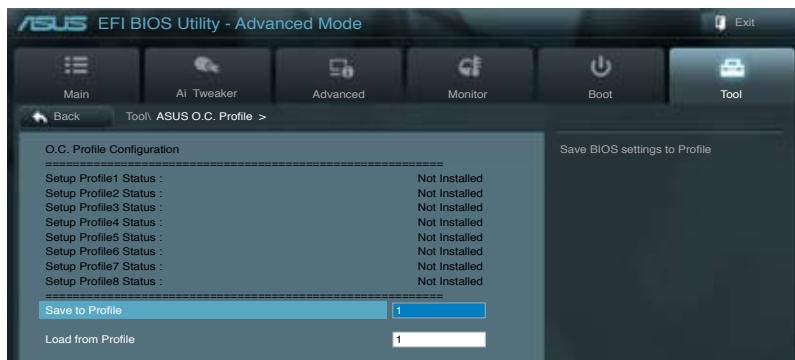 ASUS EFI BIOS Utility - Advanced Mode
Exit
Main
Ai Tweaker
Advanced
Monitor
Boot
Tool
Back
Tool\ ASUS O.C. Profile >
O.C. Profile Configuration
Save BIOS settings to Profile
==========================================================
Setup Profile1 Status : Not Installed
Setup Profile2 Status : Not Installed
Setup Profile3 Status : Not Installed
Setup Profile4 Status : Not Installed
Setup Profile5 Status : Not Installed
Setup Profile6 Status : Not Installed
Setup Profile7 Status : Not Installed
Setup Profile8 Status : Not Installed
==========================================================
Save to Profile 1
Load from Profile 1